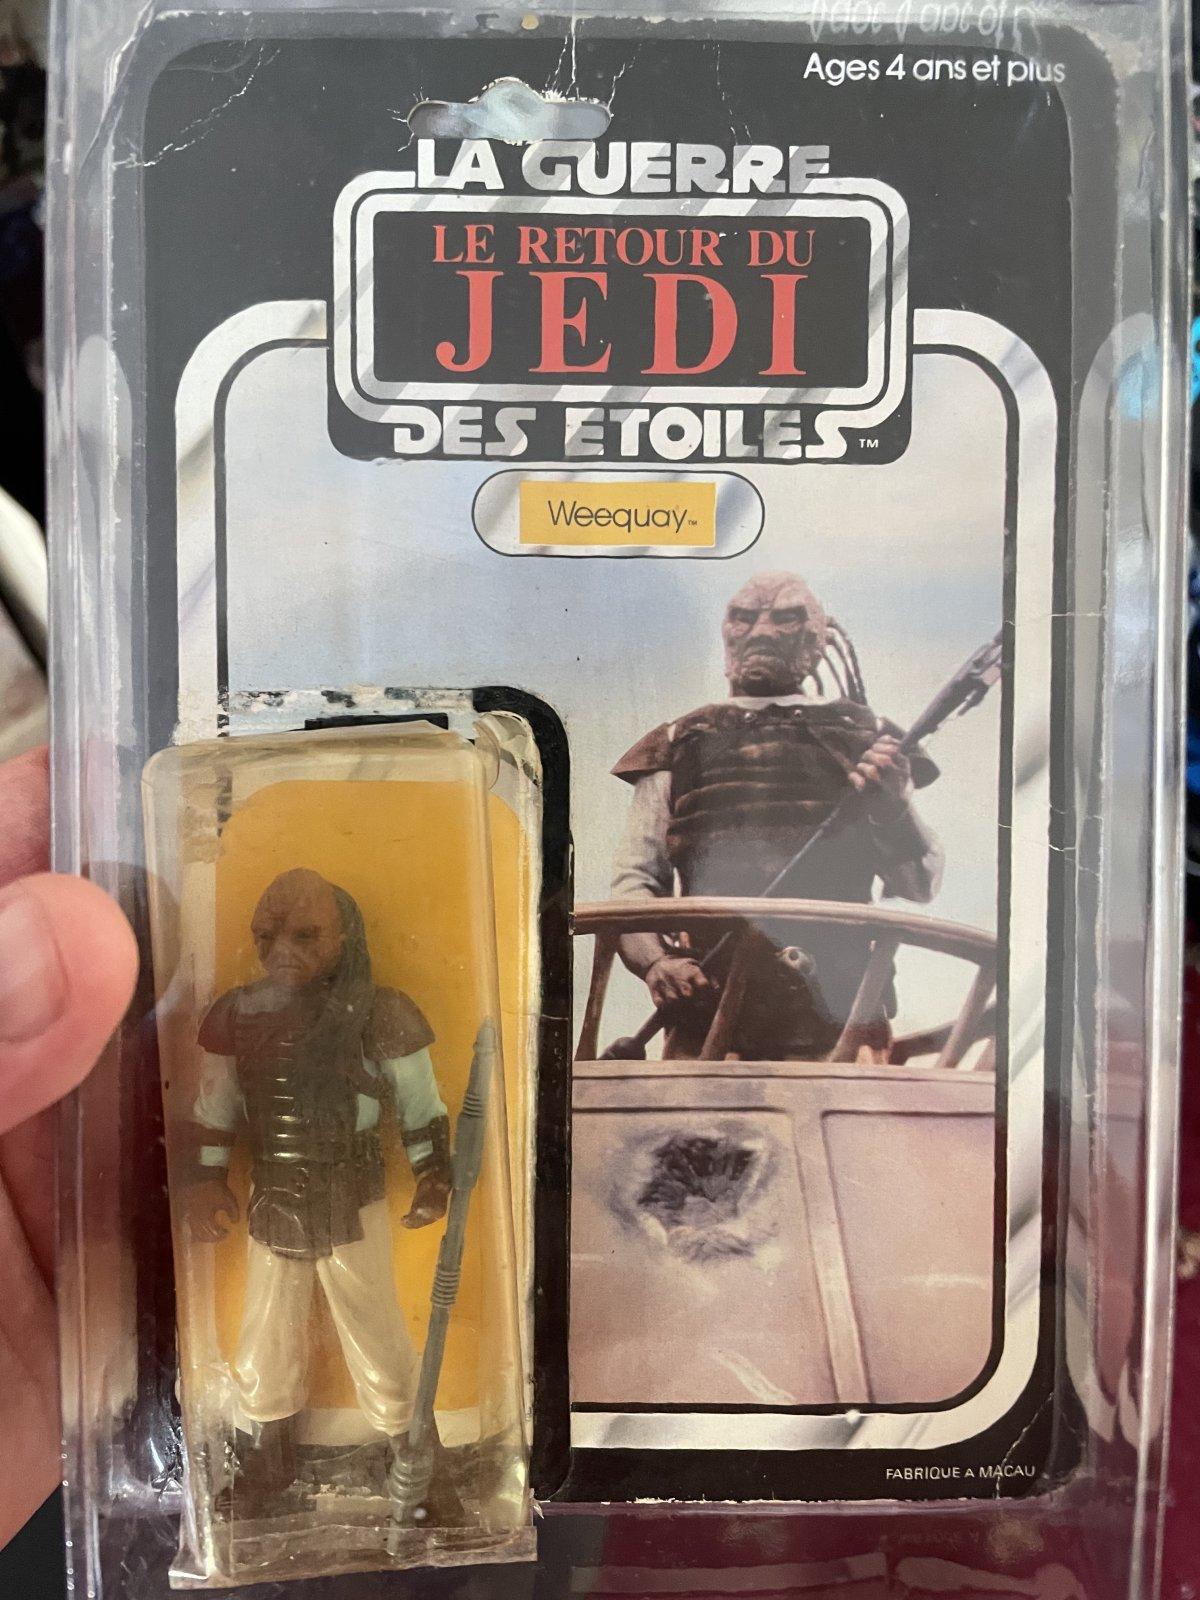 Ages 4 ans et plus
LA GUERRE
LE RETOUR DU
JEDI
DES ETOILES™
Weequay™
FABRIQUE A MACAU